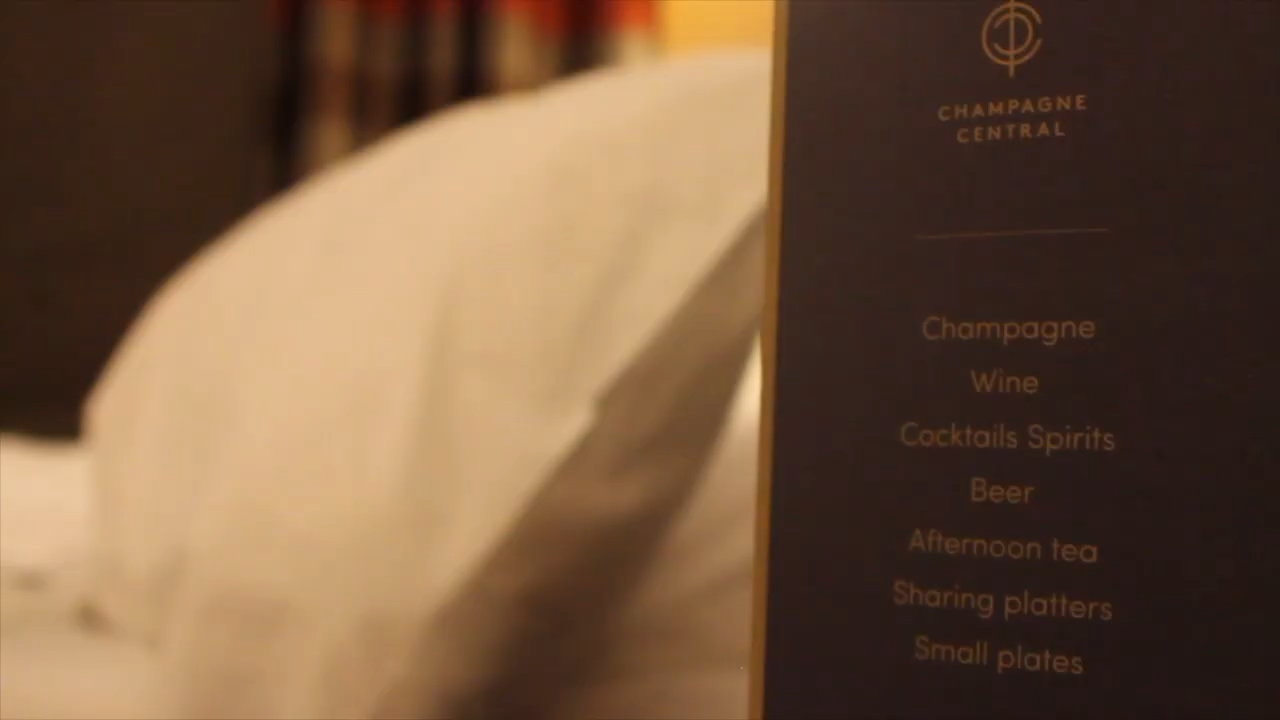 CHAMPAGNE
CENTRAL
Champagne
Wine
Cocktails Spirits
Beer
Afternoon tea
Sharing platters
Small plates